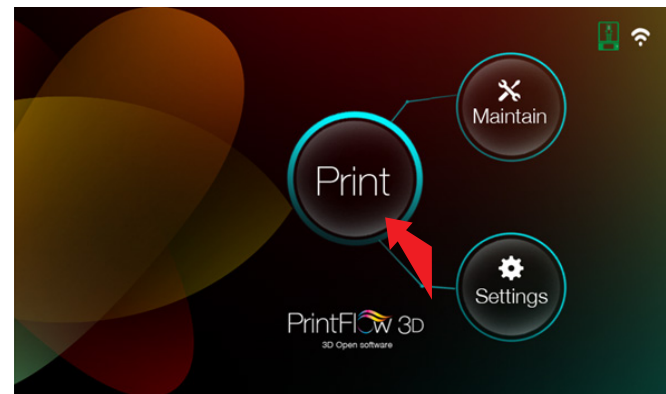 Maintain
Print
Settings
PrintFlow 3D
3D Open software